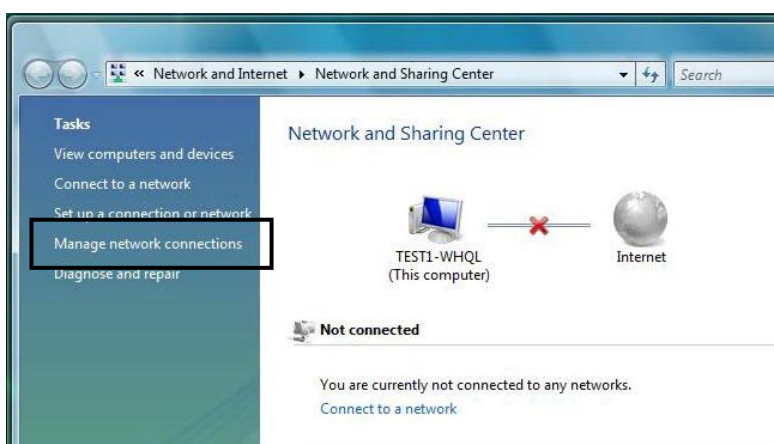 « Network and Internet ▸ Network and Sharing Center
Search
Tasks
View computers and devices
Connect to a network
Set up a connection or network
Manage network connections
Diagnose and repair
Network and Sharing Center
TEST1-WHQL
(This computer)
Internet
Not connected
You are currently not connected to any networks.
Connect to a network